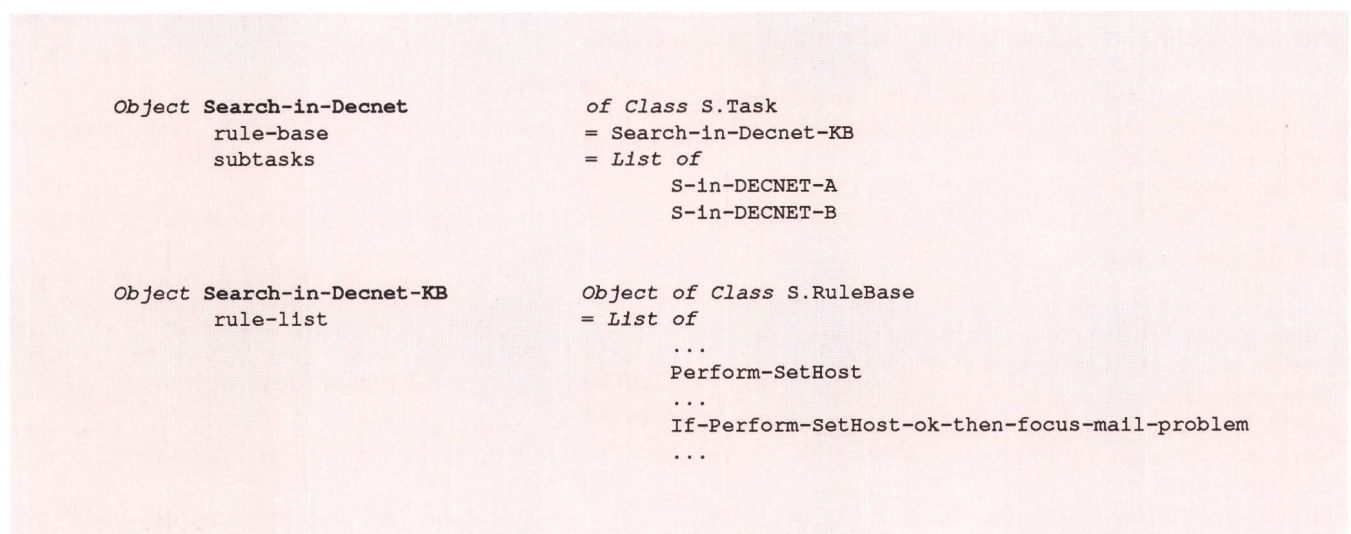 Object Search-in-Decnet of Class S.Task
rule-base = Search-in-Decnet-KB
subtasks = List of
S-in-DECNET-A
S-in-DECNET-B
Object Search-in-Decnet-KB Object of Class S.RuleBase
rule-list = List of
...
Perform-SetHost
...
If-Perform-SetHost-ok-then-focus-mail-problem
...